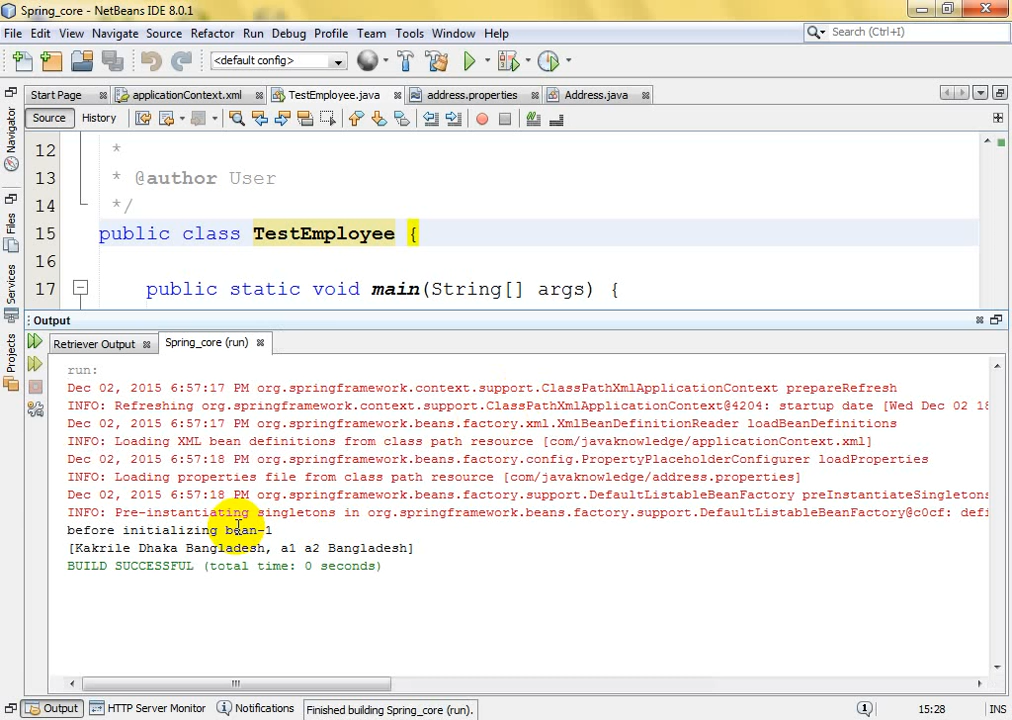 Spring_core - NetBeans IDE 8.0.1
File Edit View Navigate Source Refactor Run Debug Profile Team Tools Window Help
Search (Ctrl+I)
<default config>
Start Page applicationContext.xml TestEmployee.java address.properties Address.java
Source History
Navigator
Files
Services
Projects
12 *
13 * @author User
14 */
15 public class TestEmployee {
16
17 public static void main(String[] args) {
Output
Retriever Output Spring_core (run)
run:
Dec 02, 2015 6:57:17 PM org.springframework.context.support.ClassPathXmlApplicationContext prepareRefresh
INFO: Refreshing org.springframework.context.support.ClassPathXmlApplicationContext@4204: startup date [Wed Dec 02 18
Dec 02, 2015 6:57:17 PM org.springframework.beans.factory.xml.XmlBeanDefinitionReader loadBeanDefinitions
INFO: Loading XML bean definitions from class path resource [com/javaknowledge/applicationContext.xml]
Dec 02, 2015 6:57:18 PM org.springframework.beans.factory.config.PropertyPlaceholderConfigurer loadProperties
INFO: Loading properties file from class path resource [com/javaknowledge/address.properties]
Dec 02, 2015 6:57:18 PM org.springframework.beans.factory.support.DefaultListableBeanFactory preInstantiateSingletons
INFO: Pre-instantiating singletons in org.springframework.beans.factory.support.DefaultListableBeanFactory@c0cf: defi
before initializing bean-1
[Kakrile Dhaka Bangladesh, a1 a2 Bangladesh]
BUILD SUCCESSFUL (total time: 0 seconds)
Output HTTP Server Monitor Notifications Finished building Spring_core (run). 15:28 INS